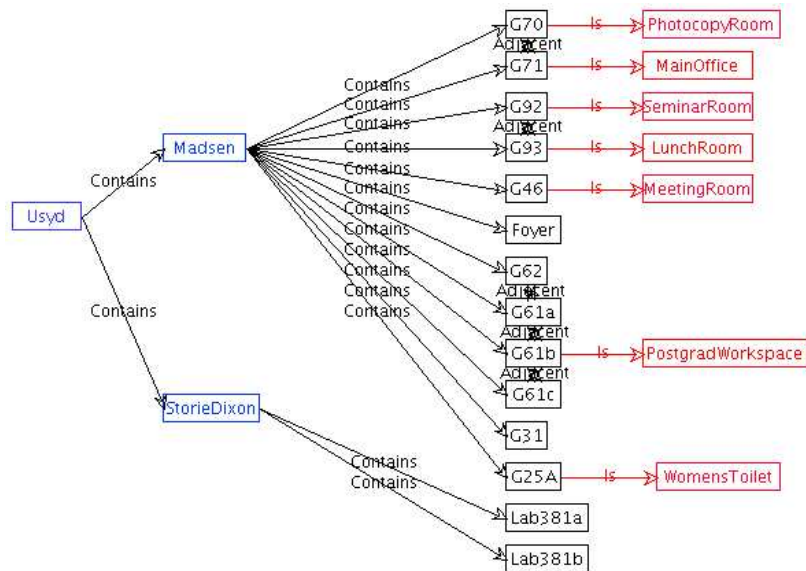 G70 Is PhotocopyRoom
Adjacent
G71 Is MainOffice
Contains
Contains
G92 Is SeminarRoom
Contains
Adjacent
Madsen
Contains
G93 Is LunchRoom
Contains
Contains
G46 Is MeetingRoom
Contains
Usyd
Contains
Foyer
Contains
Contains
G62
Contains
Adjacent
Contains
G61a
Contains
Contains
Adjacent
G61b Is PostgradWorkspace
Adjacent
G61c
StorieDixon
G31
Contains
G25A Is WomensToilet
Contains
Lab381a
Lab381b